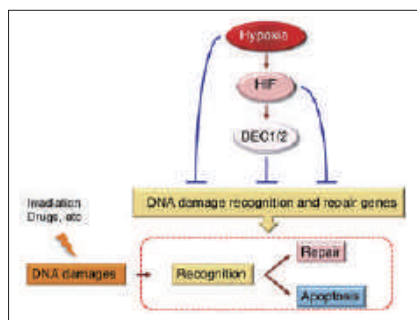 Hypoxia
HIF
DEC1/2
DNA damage recognition and repair genes
Irradiation
Drugs, etc
DNA damages
Recognition
Repair
Apoptosis